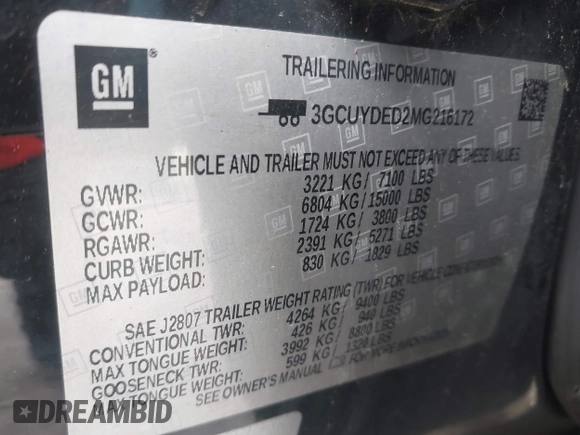 GM
TRAILERING INFORMATION
3GCUYDED2MG216172
VEHICLE AND TRAILER MUST NOT EXCEED ANY OF THESE VALUES.
GVWR: 3221 KG / 7100 LBS
GCWR: 6804 KG / 15000 LBS
RGAWR: 1724 KG / 3800 LBS
CURB WEIGHT: 2391 KG / 5271 LBS
MAX PAYLOAD: 830 KG / 1829 LBS
SAE J2807 TRAILER WEIGHT RATING (TWR) FOR VEHICLE CONFIGURATION.
CONVENTIONAL TWR: 4264 KG / 9400 LBS
MAX TONGUE WEIGHT: 426 KG / 940 LBS
GOOSENECK TWR: 3992 KG / 8800 LBS
MAX TONGUE WEIGHT: 599 KG / 1320 LBS
SEE OWNER'S MANUAL FOR MORE INFORMATION.
DREAMBID